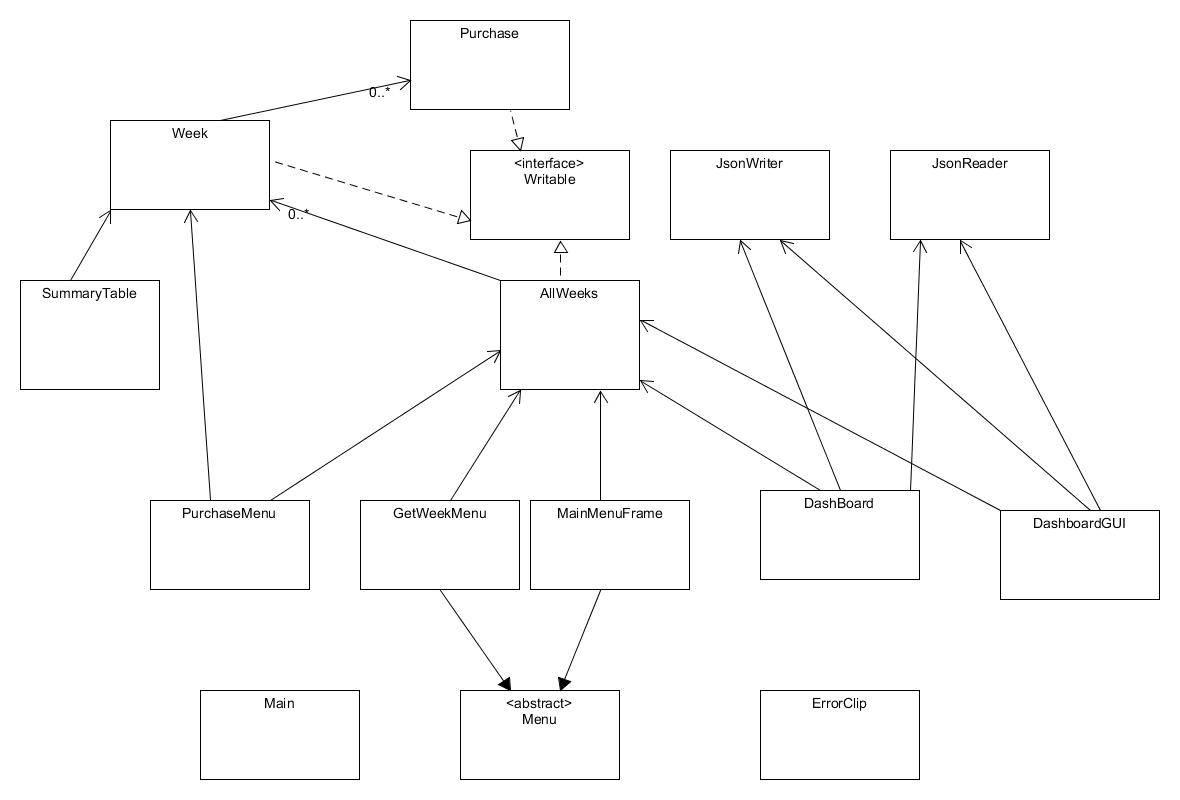 Purchase
0..*
Week
<interface>
Writable
JsonWriter
JsonReader
0..*
SummaryTable
AllWeeks
PurchaseMenu
GetWeekMenu
MainMenuFrame
DashBoard
DashboardGUI
Main
<abstract>
Menu
ErrorClip